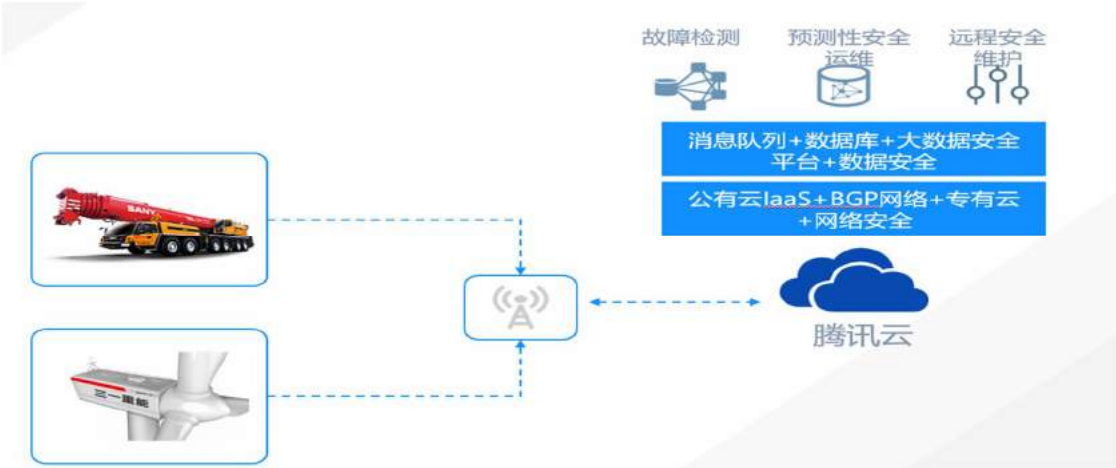 故障检测
预测性安全
运维
远程安全
维护
消息队列+数据库+大数据安全
平台+数据安全
公有云IaaS+BGP网络+专有云
+网络安全
SANY
腾讯云
三一重能